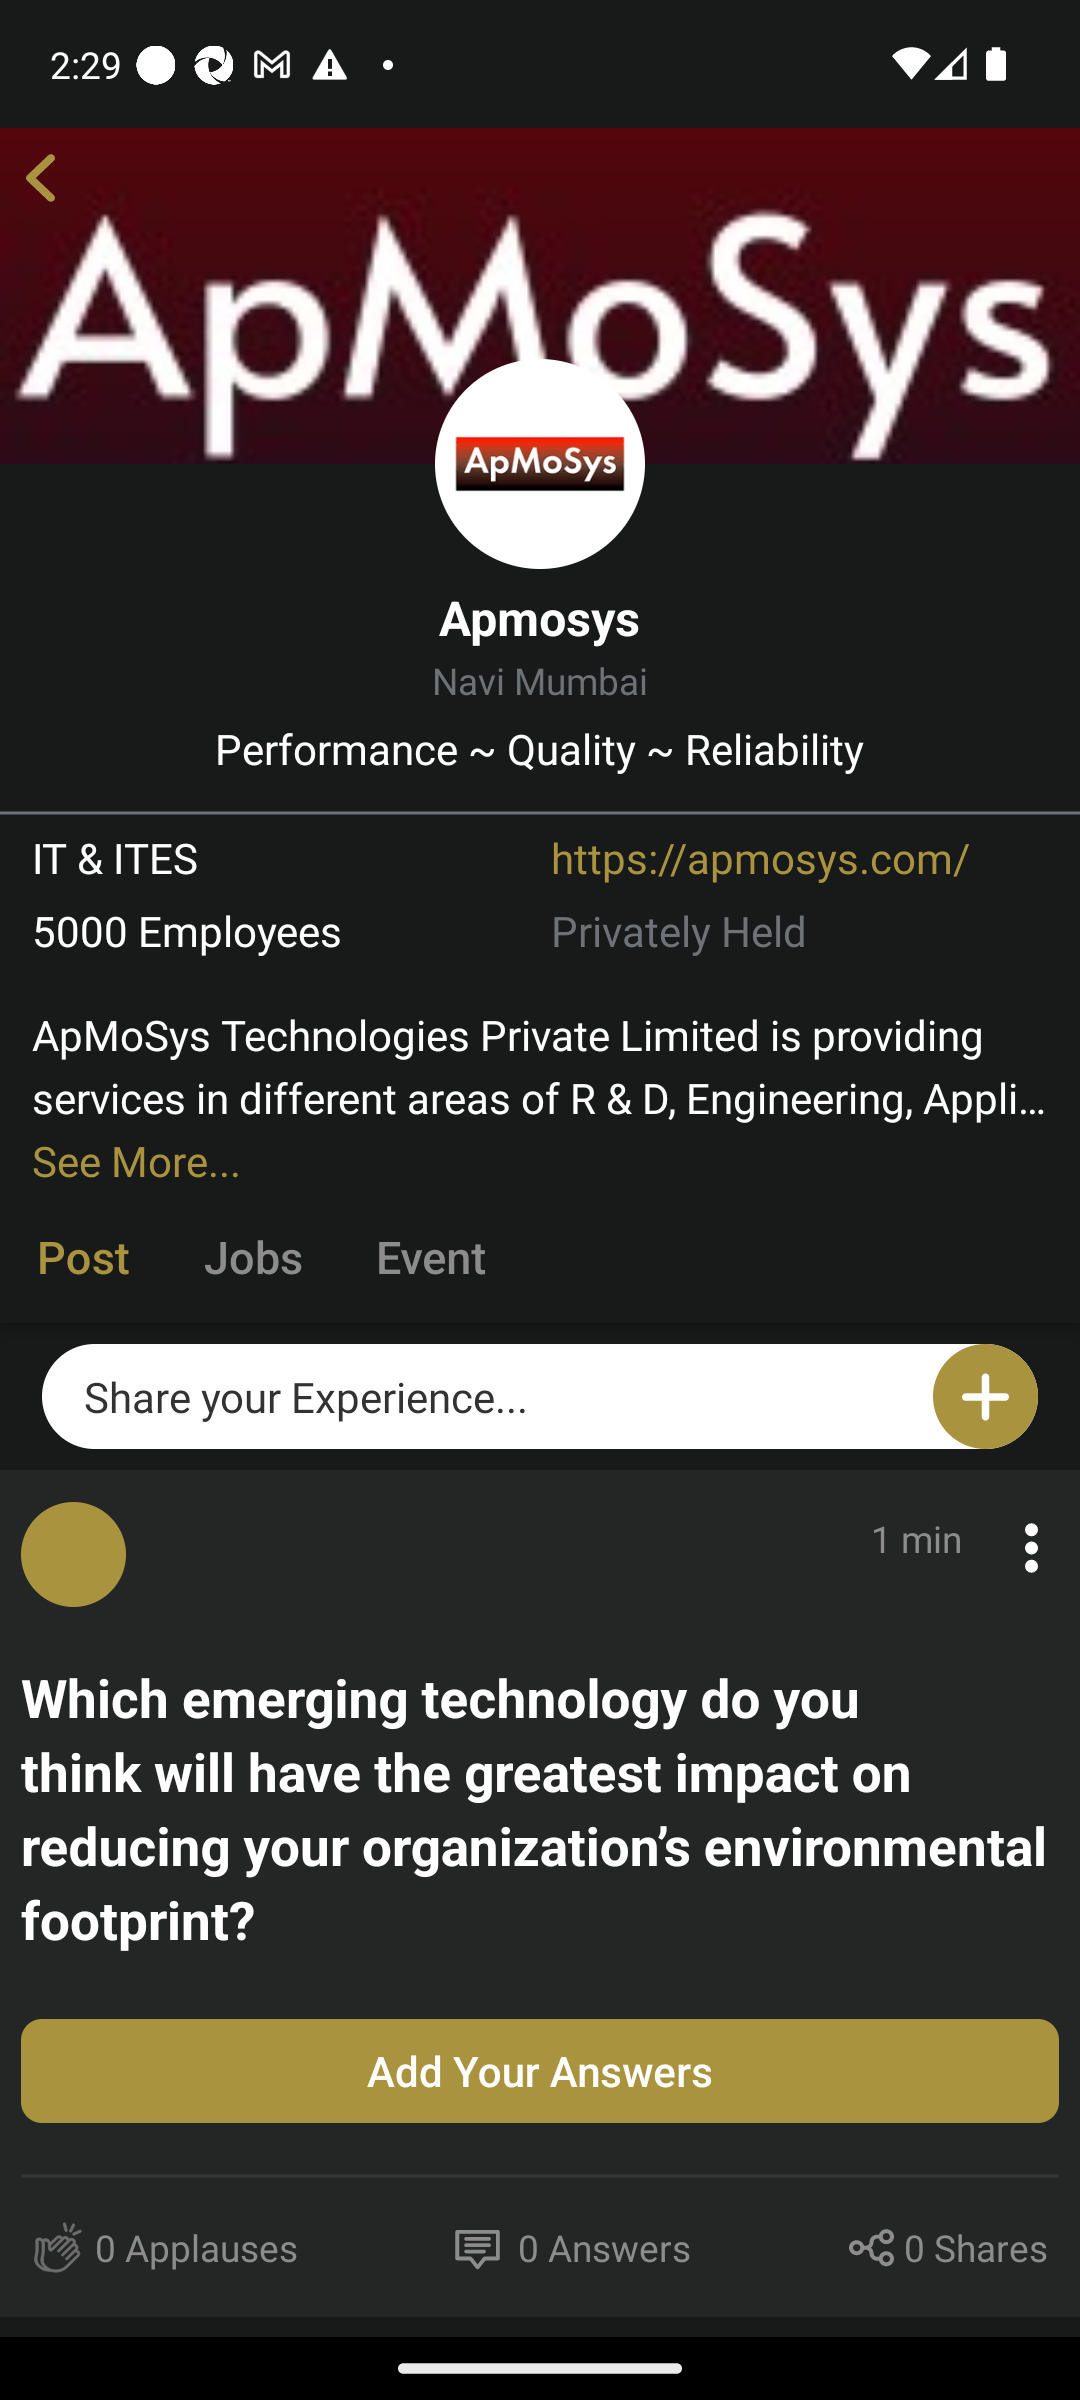 2:29
ApMoSys
ApMoSys
Apmosys
Navi Mumbai
Performance ~ Quality ~ Reliability
IT & ITES
https://apmosys.com/
5000 Employees
Privately Held
ApMoSys Technologies Private Limited is providing
services in different areas of R & D, Engineering, Appli...
See More...
Post
Jobs
Event
Share your Experience...
1 min
Which emerging technology do you
think will have the greatest impact on
reducing your organization’s environmental
footprint?
Add Your Answers
0 Applauses
0 Answers
0 Shares